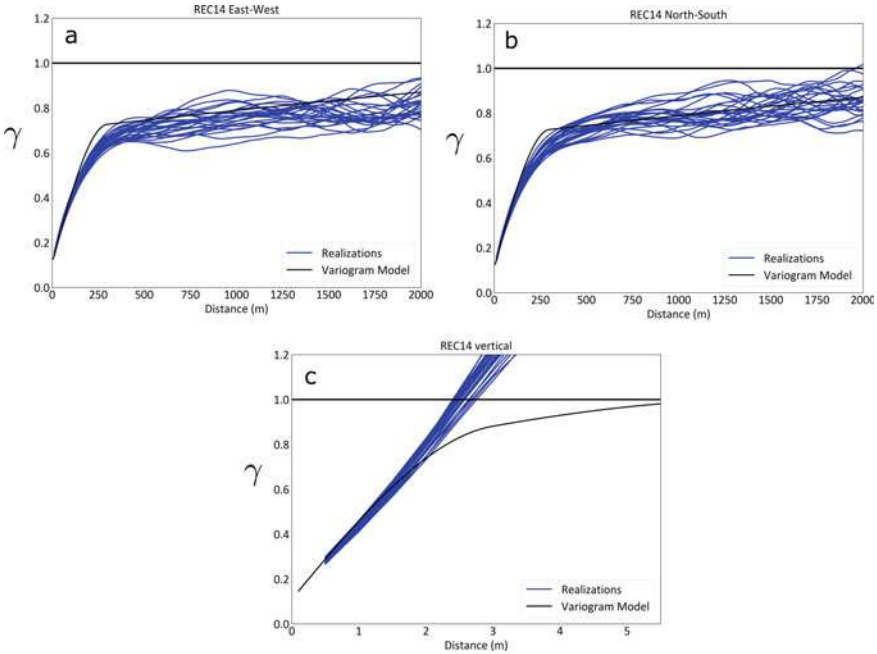 REC14 East-West
a
1.2
1.0
0.8
0.6
0.4
0.2
0.0
γ
Realizations
Variogram Model
0 250 500 750 1000 1250 1500 1750 2000
Distance (m)
REC14 North-South
b
1.2
1.0
0.8
0.6
0.4
0.2
0.0
γ
Realizations
Variogram Model
0 250 500 750 1000 1250 1500 1750 2000
Distance (m)
REC14 vertical
c
1.2
1.0
0.8
0.6
0.4
0.2
0.0
γ
Realizations
Variogram Model
0 1 2 3 4 5
Distance (m)